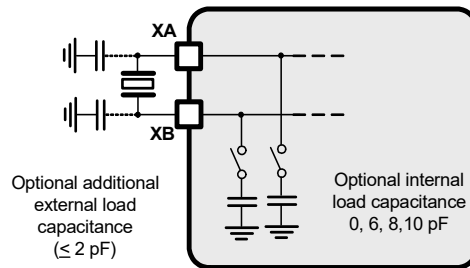 XA
XB
Optional additional
external load
capacitance
(≤ 2 pF)
Optional internal
load capacitance
0, 6, 8,10 pF